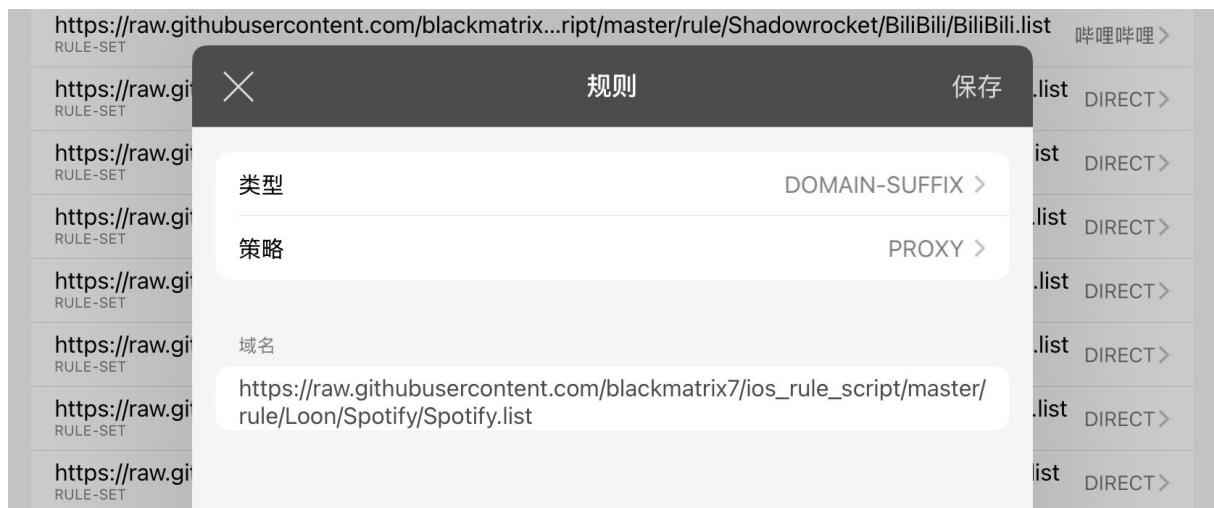 https://raw.githubusercontent.com/blackmatrix...ript/master/rule/Shadowrocket/BiliBili/BiliBili.list
RULE-SET
哔哩哔哩
规则
保存
https://raw.git
.list
RULE-SET
DIRECT
https://raw.git
ist
RULE-SET
DIRECT
类型
DOMAIN-SUFFIX
https://raw.git
.list
RULE-SET
DIRECT
策略
PROXY
https://raw.git
.list
RULE-SET
DIRECT
https://raw.git
.list
RULE-SET
DIRECT
域名
https://raw.githubusercontent.com/blackmatrix7/ios_rule_script/master/
rule/Loon/Spotify/Spotify.list
https://raw.git
.list
RULE-SET
DIRECT
https://raw.git
list
RULE-SET
DIRECT